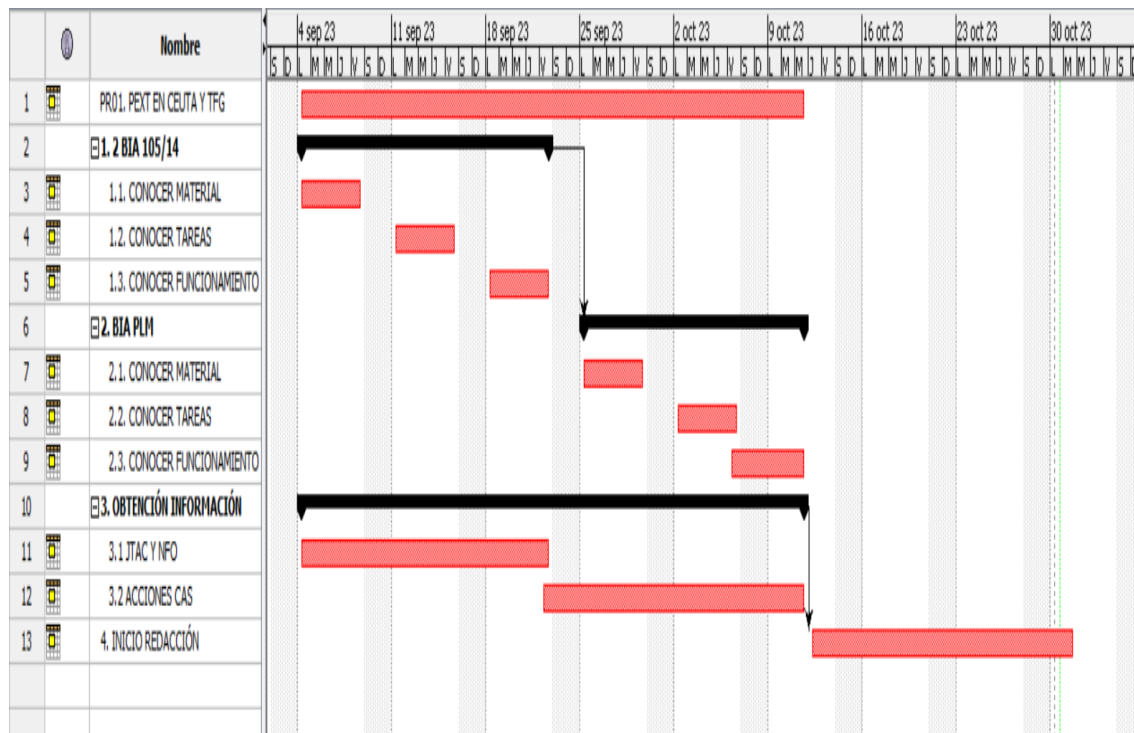 Nombre
4 sep 23 11 sep 23 18 sep 23 25 sep 23 2 oct 23 9 oct 23 16 oct 23 23 oct 23 30 oct 23
S D L M M J V S D L M M J V S D L M M J V S D L M M J V S D L M M J V S D L M M J V S D L M M J V S D L M M J V S D L M M J V S D
1 PR01. PEXT EN CEUTA Y TFG
2 1. 2 BIA 105/14
3 1.1. CONOCER MATERIAL
4 1.2. CONOCER TAREAS
5 1.3. CONOCER FUNCIONAMIENTO
6 2. BIA PLM
7 2.1. CONOCER MATERIAL
8 2.2. CONOCER TAREAS
9 2.3. CONOCER FUNCIONAMIENTO
10 3. OBTENCIÓN INFORMACIÓN
11 3.1 JTAC Y NFO
12 3.2 ACCIONES CAS
13 4. INICIO REDACCIÓN